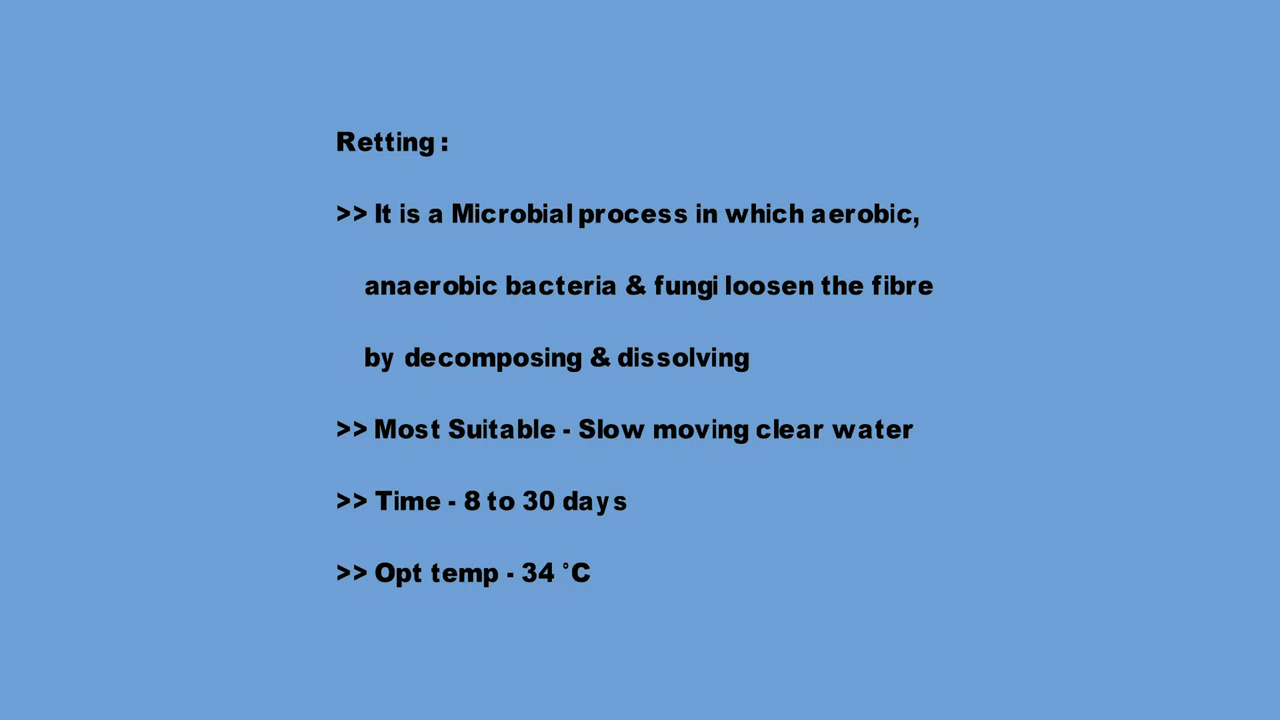 Retting :
>> It is a Microbial process in which aerobic,
anaerobic bacteria & fungi loosen the fibre
by decomposing & dissolving
>> Most Suitable - Slow moving clear water
>> Time - 8 to 30 days
>> Opt temp - 34 °C